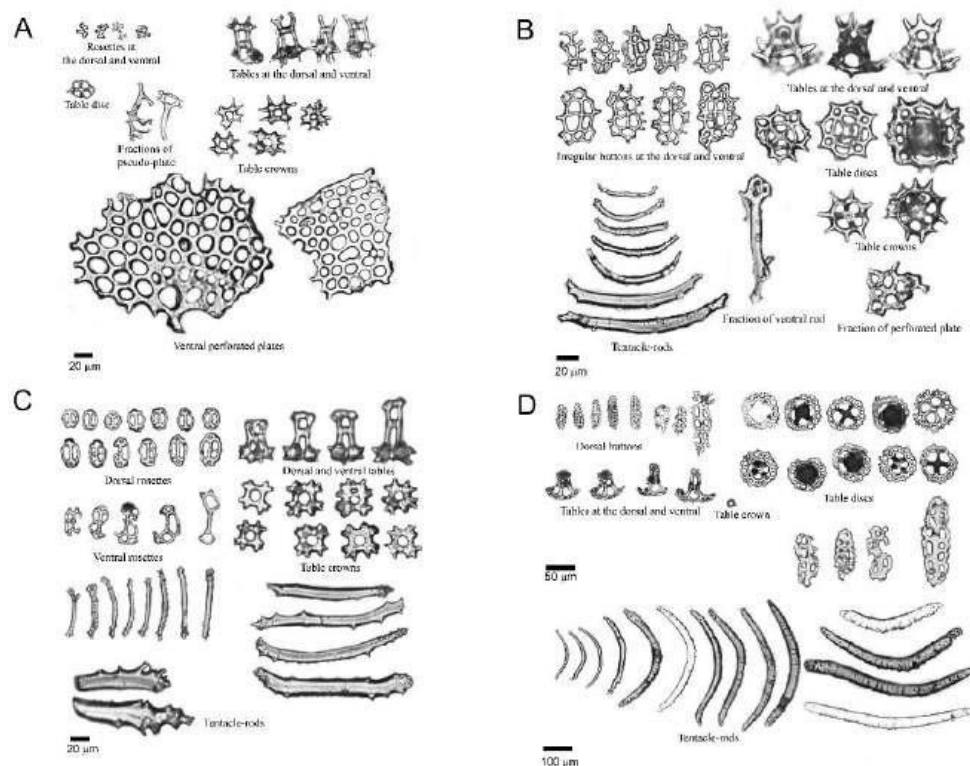 A
Rosettes at
the dorsal and ventral
Tables at the dorsal and ventral
Table disc
Fractions of
pseudo-plate
Table crowns
Ventral perforated plates
20 µm
B
Tables at the dorsal and ventral
Irregular buttons at the dorsal and ventral
Table discs
Table crowns
Fraction of ventral rod
Fraction of perforated plate
Tentacle-rods
20 µm
C
Dorsal rosettes
Dorsal and ventral tables
Ventral rosettes
Table crowns
Tentacle-rods
20 µm
D
Dorsal buttons
Tables at the dorsal and ventral
Table crown
Table discs
50 µm
Tentacle-rods
100 µm